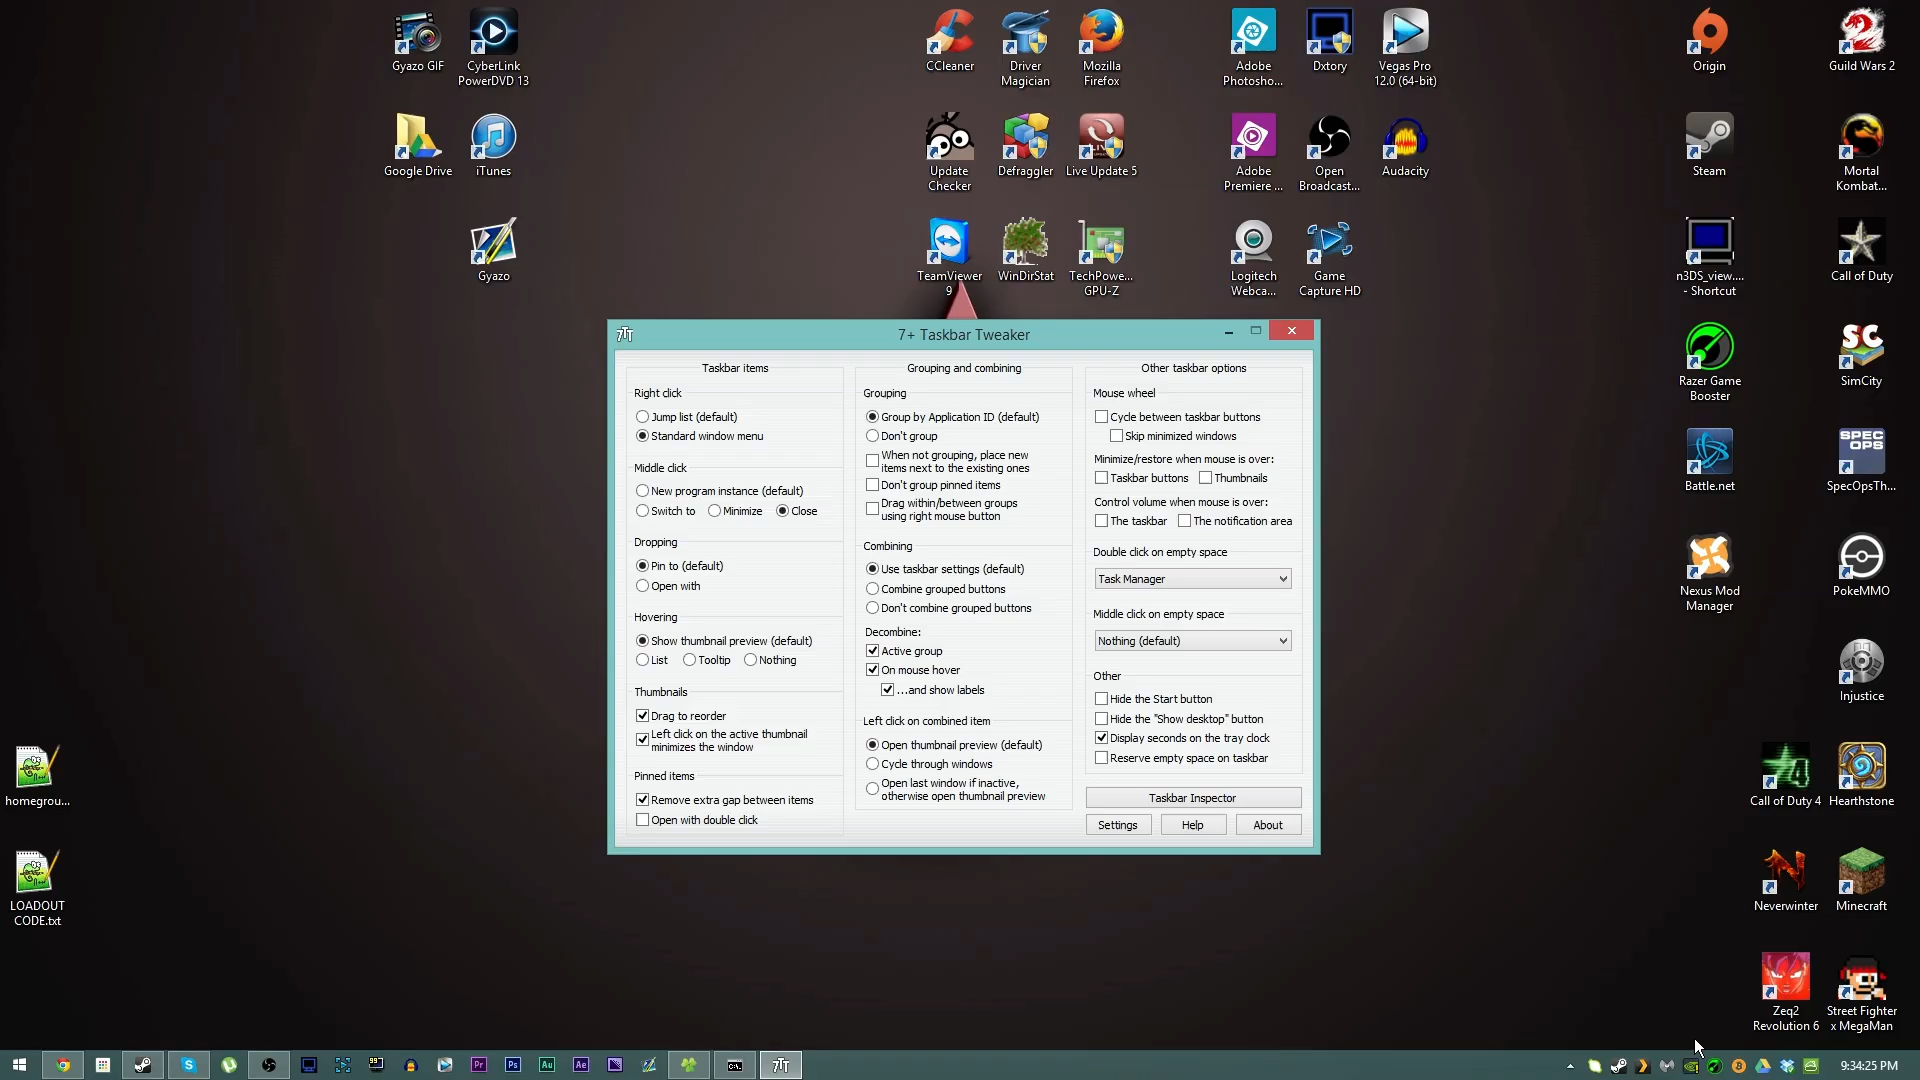 Gyazo GIF
CyberLink
PowerDVD 13
CCleaner
Driver
Magician
Mozilla
Firefox
Adobe
Photosho...
Dxtory
Vegas Pro
12.0 (64-bit)
Origin
Guild Wars 2
Google Drive
iTunes
Update
Checker
Defraggler
Live Update 5
Adobe
Premiere ...
Open
Broadcast...
Audacity
Steam
Mortal
Kombat...
Gyazo
TeamViewer
9
WinDirStat
TechPowe...
GPU-Z
Logitech
Webca...
Game
Capture HD
n3DS_view....
- Shortcut
Call of Duty
Razer Game
Booster
SC
SimCity
Battle.net
SPEC
OPS
SpecOpsTh...
Nexus Mod
Manager
PokeMMO
Injustice
homegrou...
Call of Duty 4
Hearthstone
LOADOUT
CODE.txt
Neverwinter
Minecraft
Zeq2
Revolution 6
Street Fighter
x MegaMan
7TT
7+ Taskbar Tweaker
Taskbar items
Right click
Jump list (default)
Standard window menu
Middle click
New program instance (default)
Switch to
Minimize
Close
Dropping
Pin to (default)
Open with
Hovering
Show thumbnail preview (default)
List
Tooltip
Nothing
Thumbnails
Drag to reorder
Left click on the active thumbnail
minimizes the window
Pinned items
Remove extra gap between items
Open with double click
Grouping and combining
Grouping
Group by Application ID (default)
Don't group
When not grouping, place new
items next to the existing ones
Don't group pinned items
Drag within/between groups
using right mouse button
Combining
Use taskbar settings (default)
Combine grouped buttons
Don't combine grouped buttons
Decombine:
Active group
On mouse hover
...and show labels
Left click on combined item
Open thumbnail preview (default)
Cycle through windows
Open last window if inactive,
otherwise open thumbnail preview
Other taskbar options
Mouse wheel
Cycle between taskbar buttons
Skip minimized windows
Minimize/restore when mouse is over:
Taskbar buttons
Thumbnails
Control volume when mouse is over:
The taskbar
The notification area
Double click on empty space
Task Manager
Middle click on empty space
Nothing (default)
Other
Hide the Start button
Hide the "Show desktop" button
Display seconds on the tray clock
Reserve empty space on taskbar
Taskbar Inspector
Settings
Help
About
99
Pr
Ps
Au
Ae
C:\.
7TT
9:34:25 PM